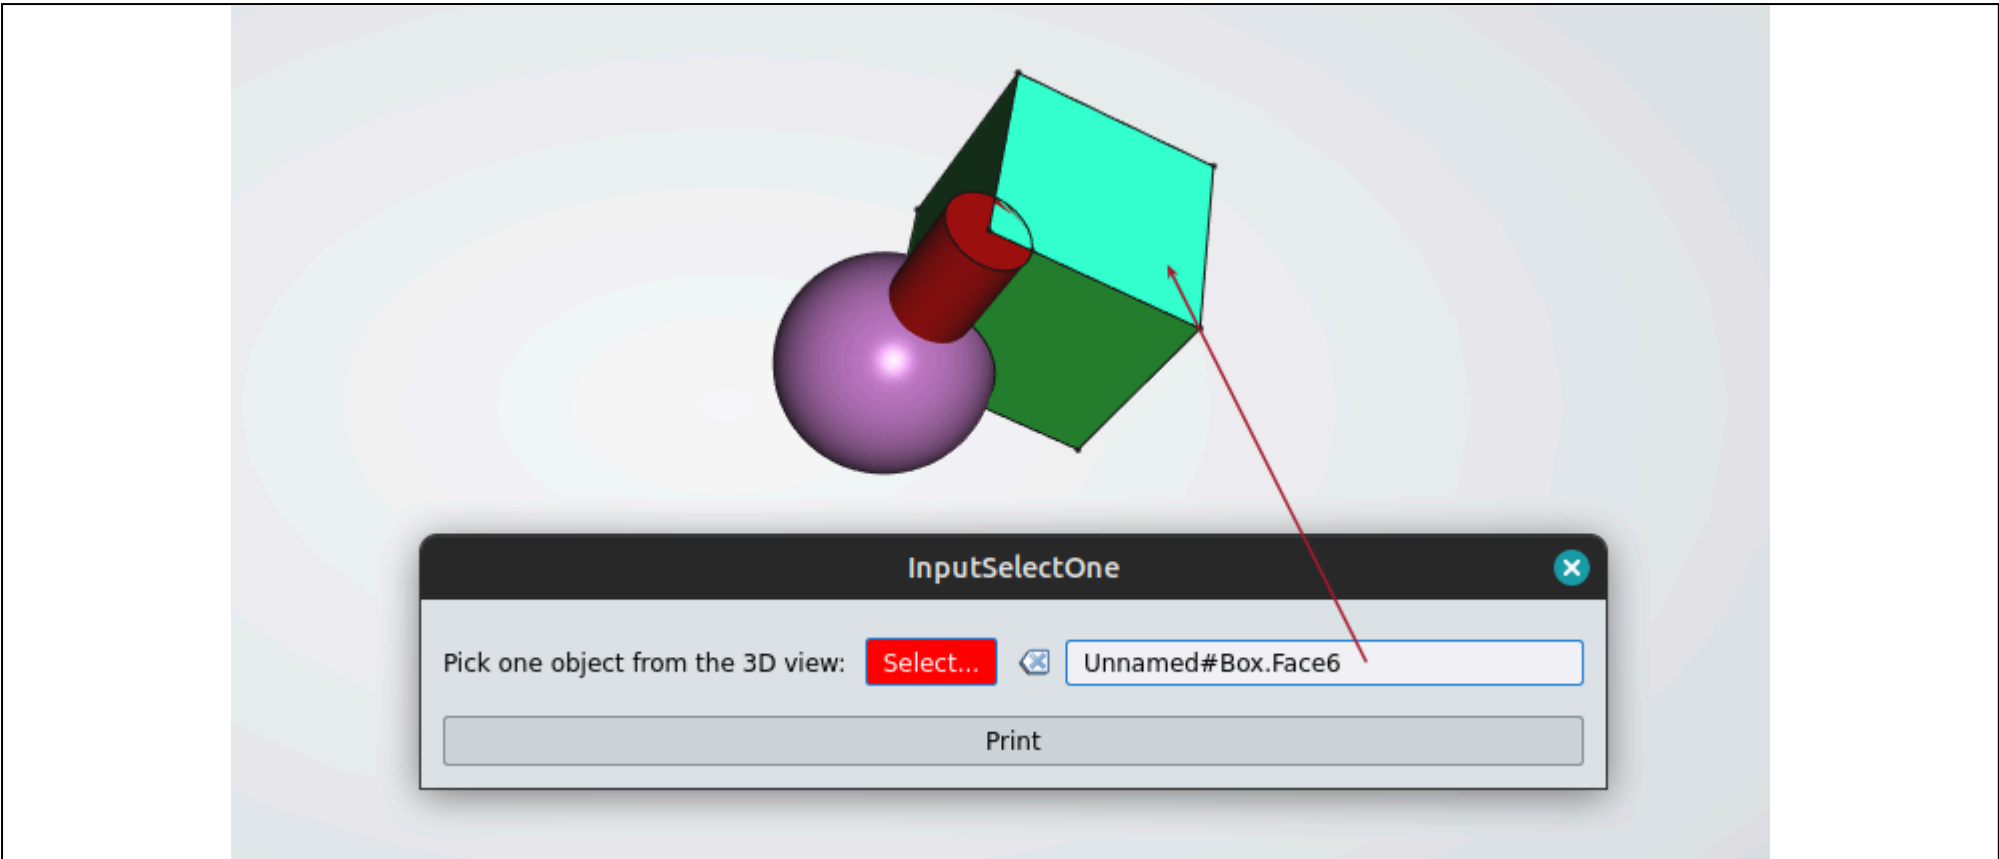 InputSelectOne
Pick one object from the 3D view: Select... Unnamed#Box.Face6
Print